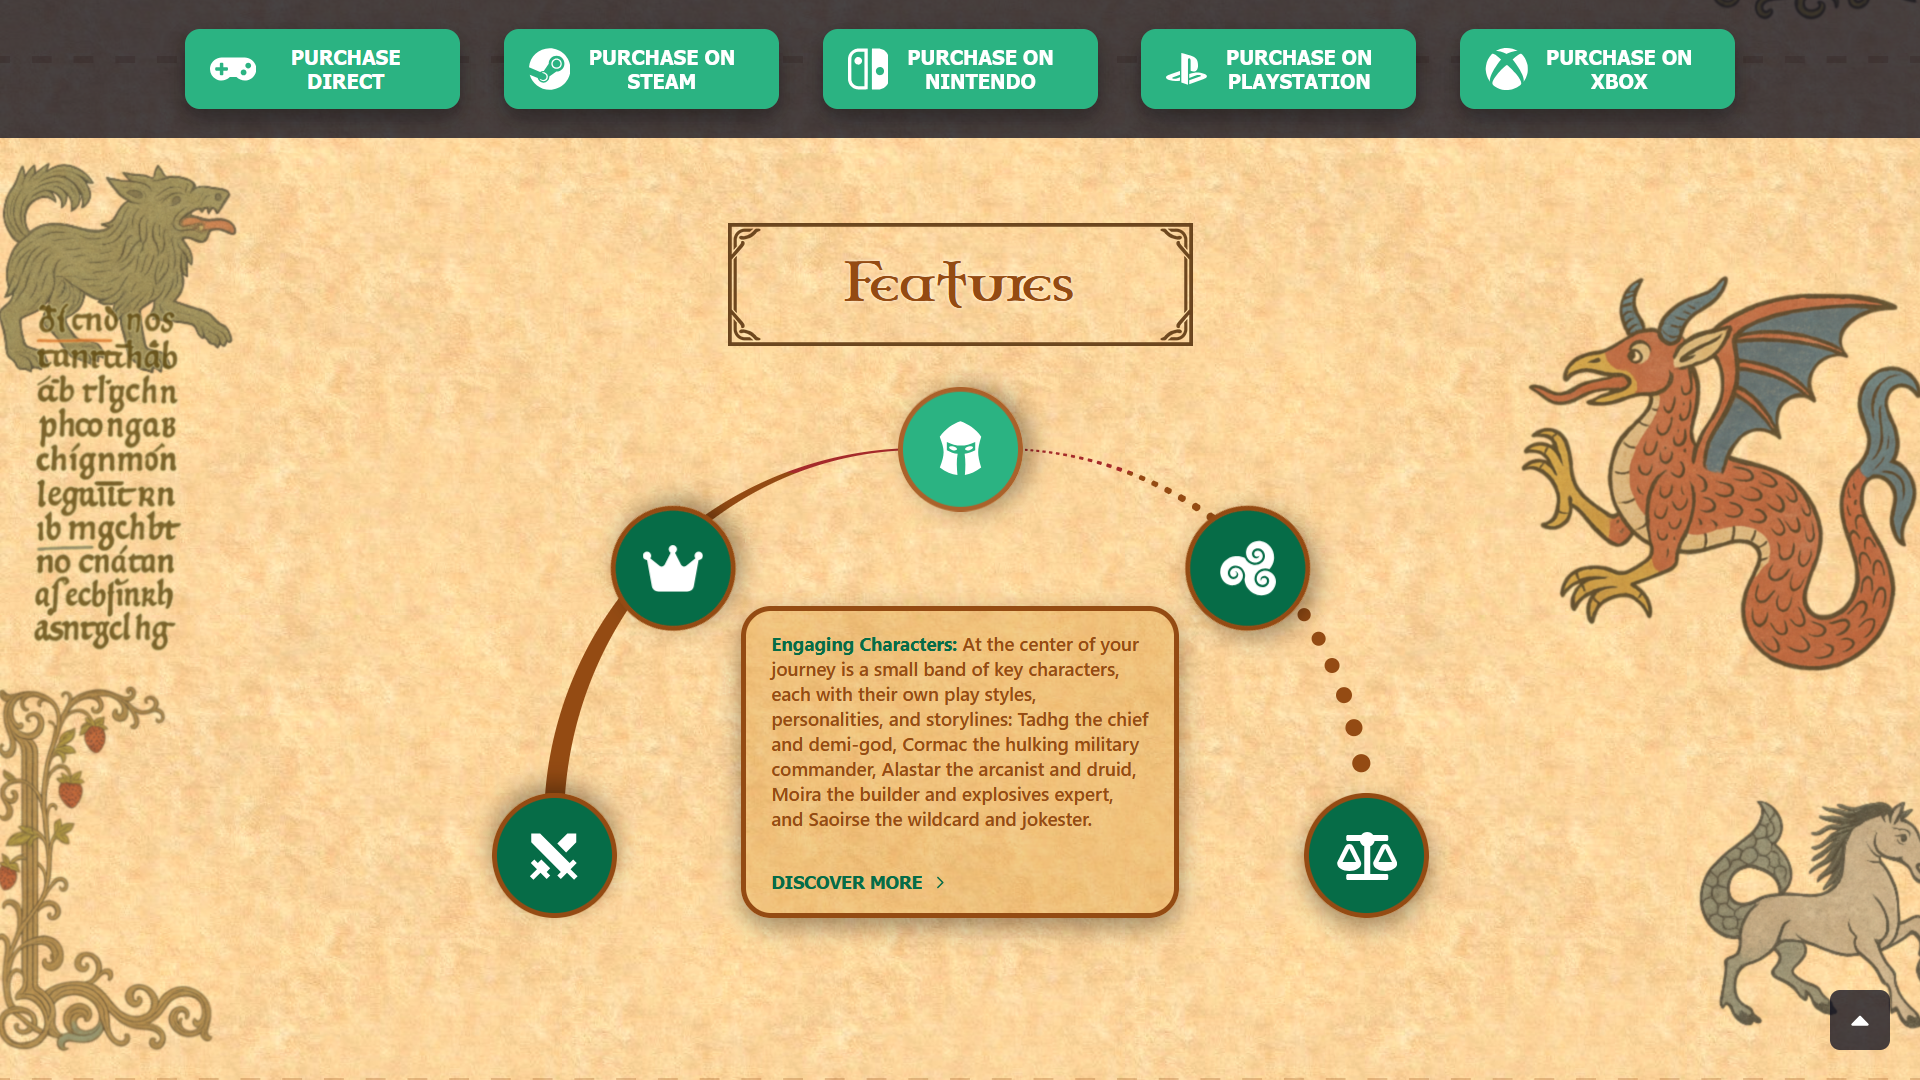 PURCHASE
DIRECT
PURCHASE ON
STEAM
PURCHASE ON
NINTENDO
PURCHASE ON
PLAYSTATION
PURCHASE ON
XBOX
Features
Engaging Characters: At the center of your
journey is a small band of key characters,
each with their own play styles,
personalities, and storylines: Tadhg the chief
and demi-god, Cormac the hulking military
commander, Alastar the arcanist and druid,
Moira the builder and explosives expert,
and Saoirse the wildcard and jokester.
DISCOVER MORE